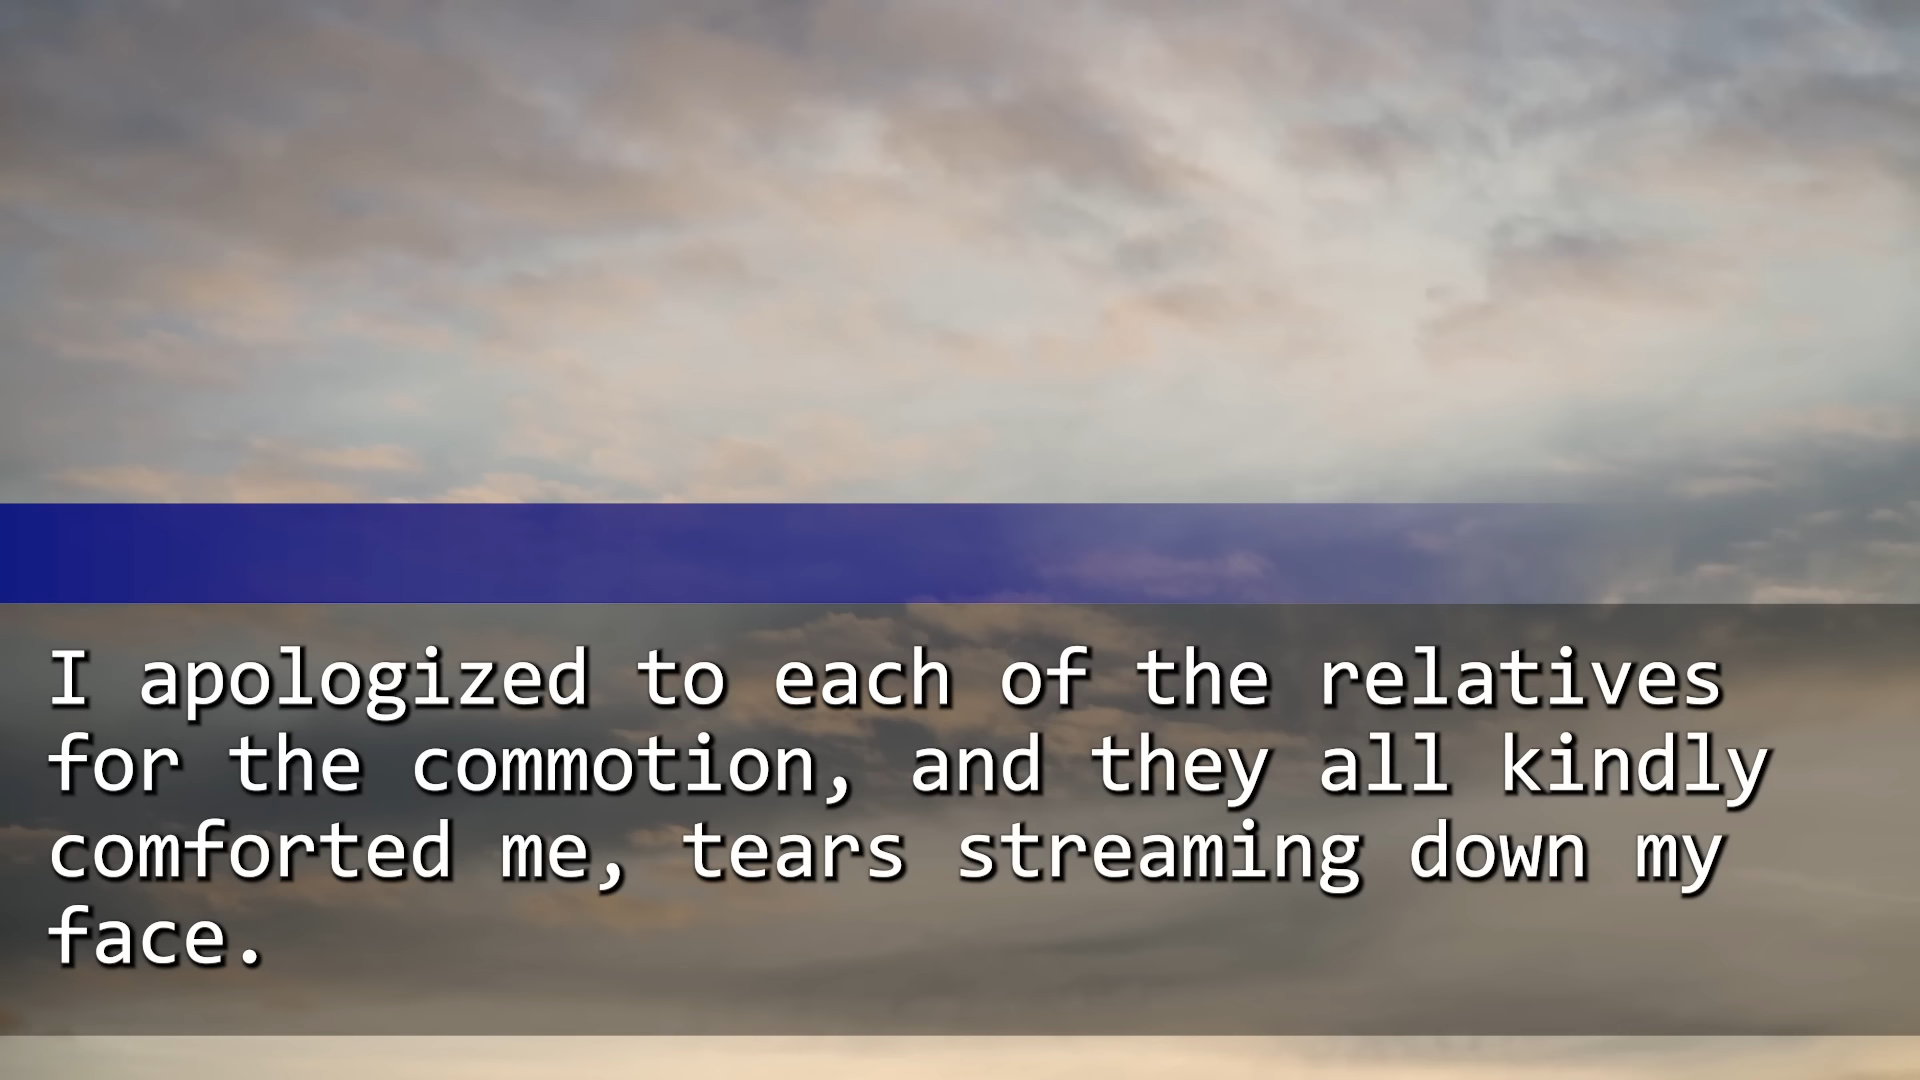 I apologized to each of the relatives
for the commotion, and they all kindly
comforted me, tears streaming down my
face.